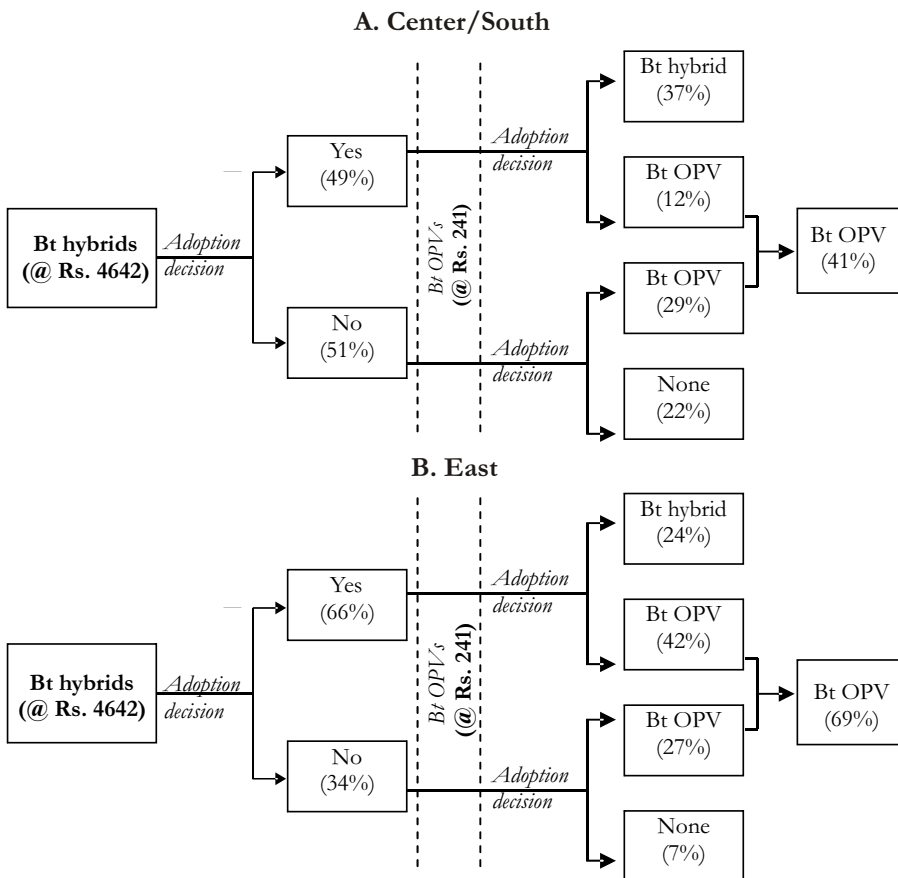 A. Center/South
Bt hybrids
(@ Rs. 4642)
Adoption
decision
Yes
(49%)
No
(51%)
Bt OPVs
(@ Rs. 241)
Adoption
decision
Adoption
decision
Bt hybrid
(37%)
Bt OPV
(12%)
Bt OPV
(29%)
None
(22%)
Bt OPV
(41%)
B. East
Bt hybrids
(@ Rs. 4642)
Adoption
decision
Yes
(66%)
No
(34%)
Bt OPVs
(@ Rs. 241)
Adoption
decision
Adoption
decision
Bt hybrid
(24%)
Bt OPV
(42%)
Bt OPV
(27%)
None
(7%)
Bt OPV
(69%)